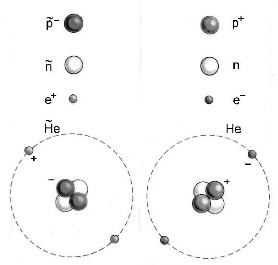 p̃⁻ p⁺
ñ n
e⁺ e⁻
H̃e He
+ −
− +